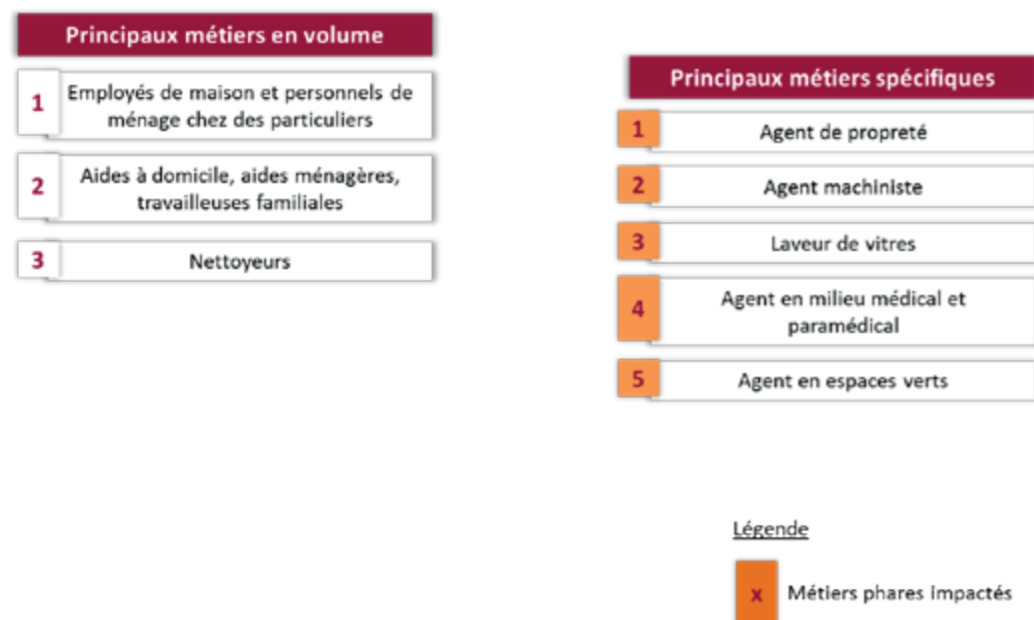 Principaux métiers en volume
1
Employés de maison et personnels de
ménage chez des particuliers
2
Aides à domicile, aides ménagères,
travailleuses familiales
3
Nettoyeurs
Principaux métiers spécifiques
1
Agent de propreté
2
Agent machiniste
3
Laveur de vitres
4
Agent en milieu médical et
paramédical
5
Agent en espaces verts
Légende
x
Métiers phares impactés